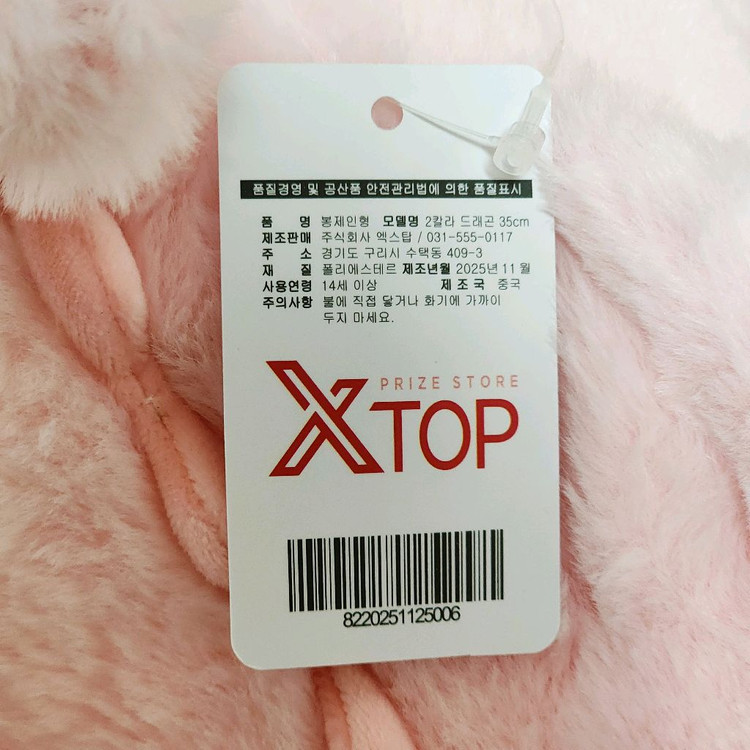 품질경영 및 공산품 안전관리법에 의한 품질표시
품 명 봉제인형 모델명 2칼라 드래곤 35cm
제조판매 주식회사 엑스탑 / 031-555-0117
주 소 경기도 구리시 수택동 409-3
재 질 폴리에스테르 제조년월 2025년 11 월
사용연령 14세 이상 제 조 국 중국
주의사항 불에 직접 닿거나 화기에 가까이
두지 마세요.
PRIZE STORE
XTOP
8220251125006